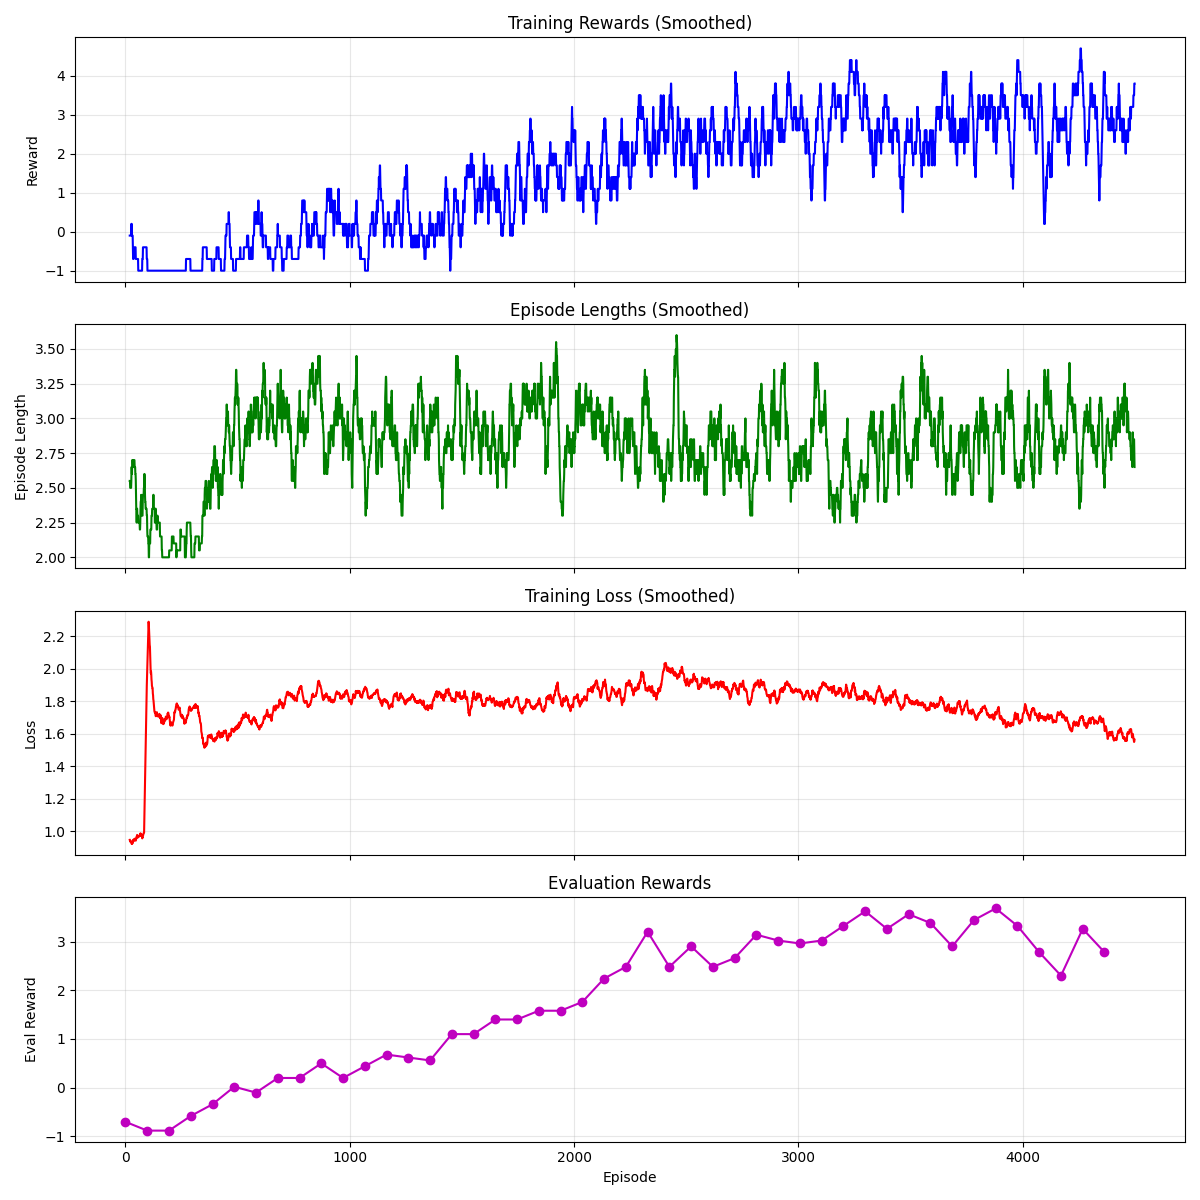 Training Rewards (Smoothed)
Reward
4
3
2
1
0
−1
Episode Lengths (Smoothed)
Episode Length
3.50
3.25
3.00
2.75
2.50
2.25
2.00
Training Loss (Smoothed)
Loss
2.2
2.0
1.8
1.6
1.4
1.2
1.0
Evaluation Rewards
Eval Reward
3
2
1
0
−1
0 1000 2000 3000 4000
Episode